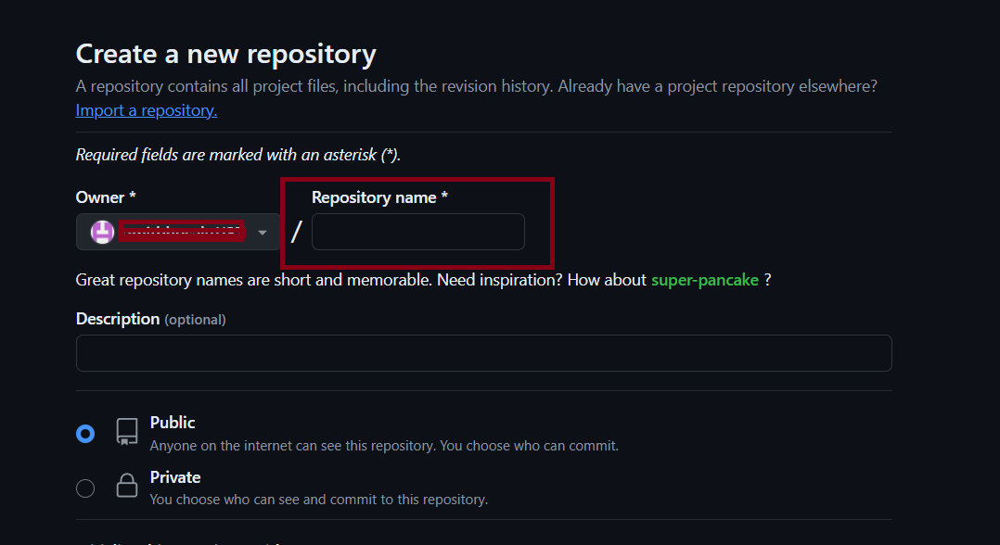 Create a new repository
A repository contains all project files, including the revision history. Already have a project repository elsewhere?
Import a repository.
Required fields are marked with an asterisk (*).
Owner *
Repository name *
/
Great repository names are short and memorable. Need inspiration? How about super-pancake ?
Description (optional)
Public
Anyone on the internet can see this repository. You choose who can commit.
Private
You choose who can see and commit to this repository.